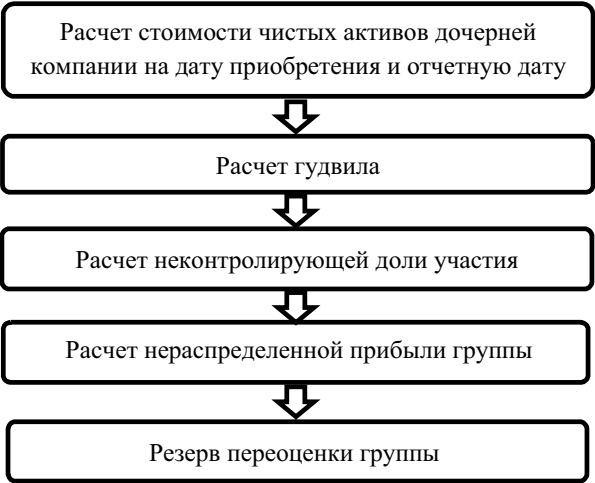 Расчет стоимости чистых активов дочерней
компании на дату приобретения и отчетную дату
Расчет гудвила
Расчет неконтролирующей доли участия
Расчет нераспределенной прибыли группы
Резерв переоценки группы